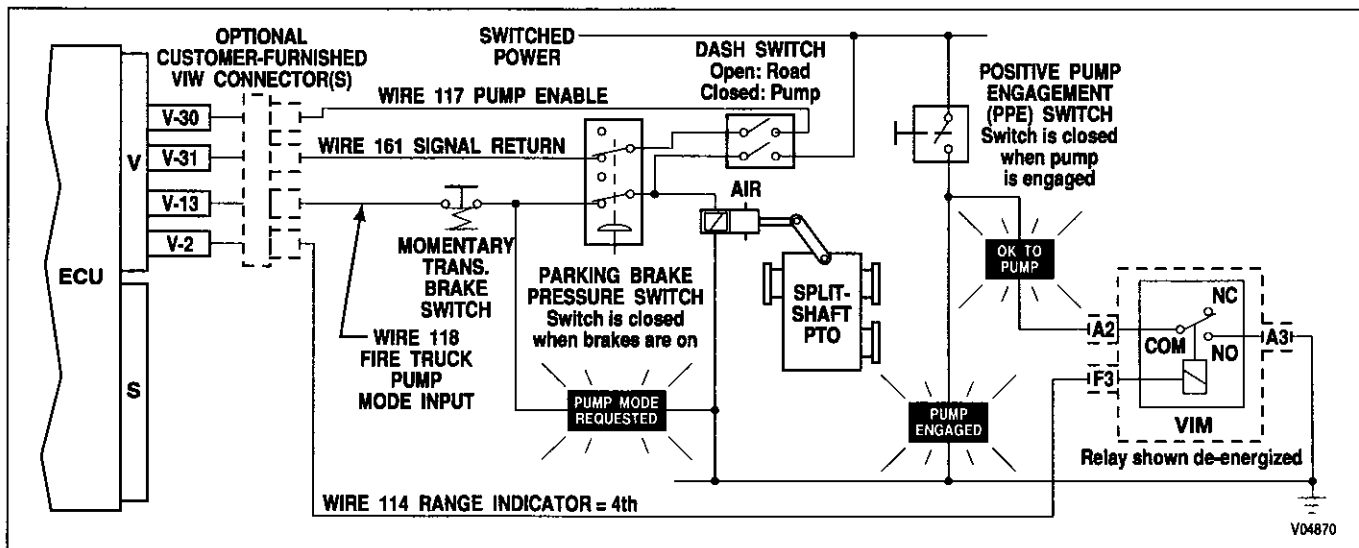 OPTIONAL
CUSTOMER-FURNISHED
VIW CONNECTOR(S)
SWITCHED
POWER
DASH SWITCH
Open: Road
Closed: Pump
POSITIVE PUMP
ENGAGEMENT
(PPE) SWITCH
Switch is closed
when pump
is engaged
V-30
WIRE 117 PUMP ENABLE
V
V-31
WIRE 161 SIGNAL RETURN
V-13
V-2
ECU
S
MOMENTARY
TRANS.
BRAKE
SWITCH
WIRE 118
FIRE TRUCK
PUMP
MODE INPUT
PARKING BRAKE
PRESSURE SWITCH
Switch is closed
when brakes are on
AIR
SPLIT-
SHAFT
PTO
OK TO
PUMP
PUMP MODE
REQUESTED
PUMP
ENGAGED
A2
COM
NC
NO
A3
F3
VIM
Relay shown de-energized
WIRE 114 RANGE INDICATOR = 4th
V04870